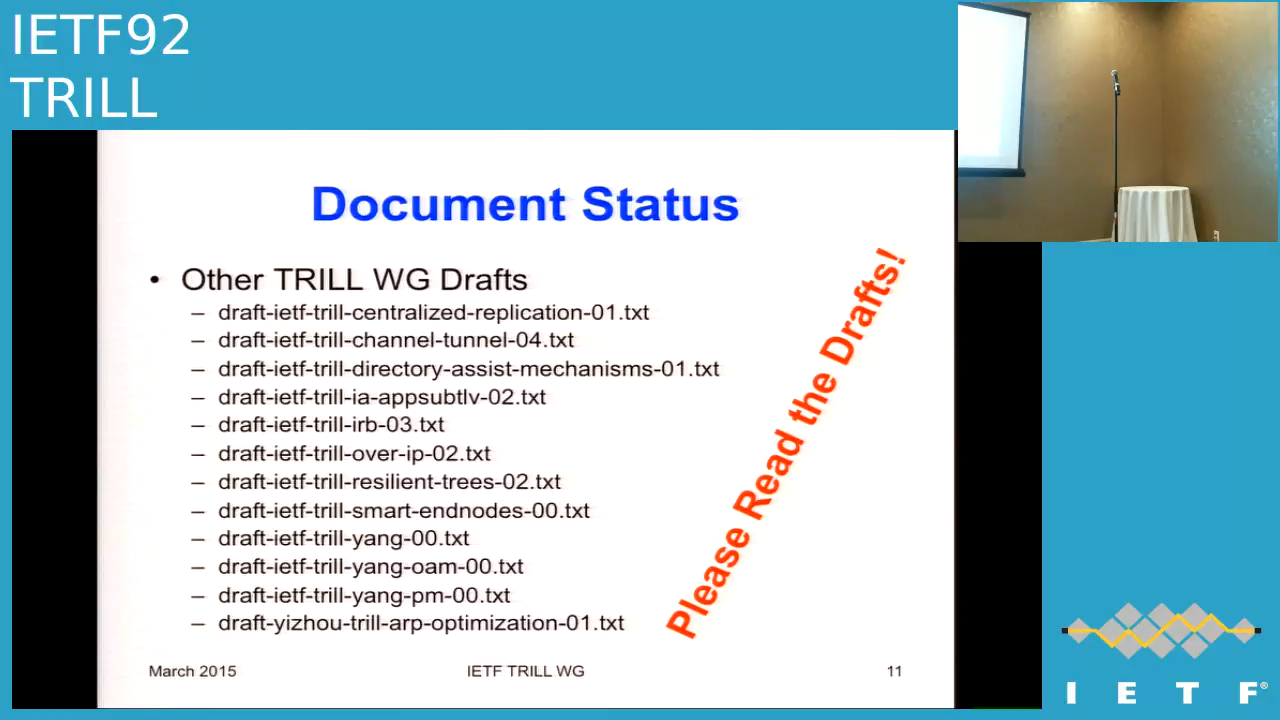 IETF92
TRILL
Document Status
• Other TRILL WG Drafts
– draft-ietf-trill-centralized-replication-01.txt
– draft-ietf-trill-channel-tunnel-04.txt
– draft-ietf-trill-directory-assist-mechanisms-01.txt
– draft-ietf-trill-ia-appsubtlv-02.txt
– draft-ietf-trill-irb-03.txt
– draft-ietf-trill-over-ip-02.txt
– draft-ietf-trill-resilient-trees-02.txt
– draft-ietf-trill-smart-endnodes-00.txt
– draft-ietf-trill-yang-00.txt
– draft-ietf-trill-yang-oam-00.txt
– draft-ietf-trill-yang-pm-00.txt
– draft-yizhou-trill-arp-optimization-01.txt
Please Read the Drafts!
March 2015 IETF TRILL WG 11
I E T F®